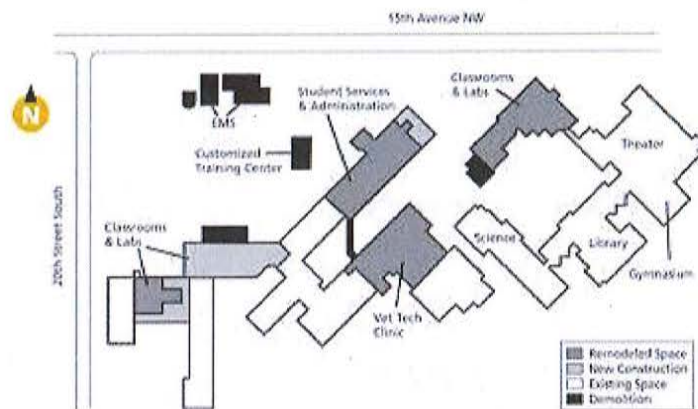 15th Avenue NW
N
20th Street South
EMS
Student Services
& Administration
Classrooms
& Labs
Customized
Training Center
Theater
Classrooms
& Labs
Science
Library
Gymnasium
Vet Tech
Clinic
Remodeled Space
New Construction
Existing Space
Demolition